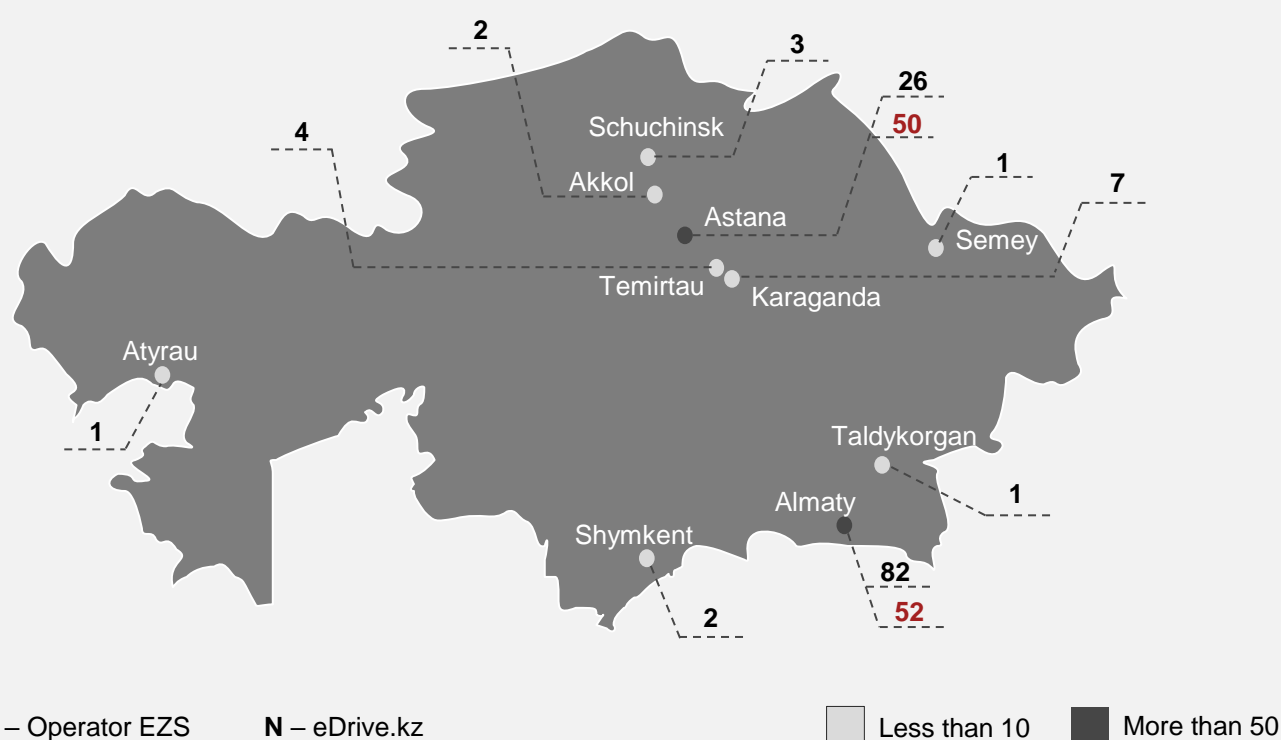 2
3
26
50
4
Schuchinsk
1
7
Akkol
Astana
Semey
Temirtau
Karaganda
Atyrau
1
Taldykorgan
1
Almaty
Shymkent
82
52
2
– Operator EZS
N – eDrive.kz
Less than 10
More than 50